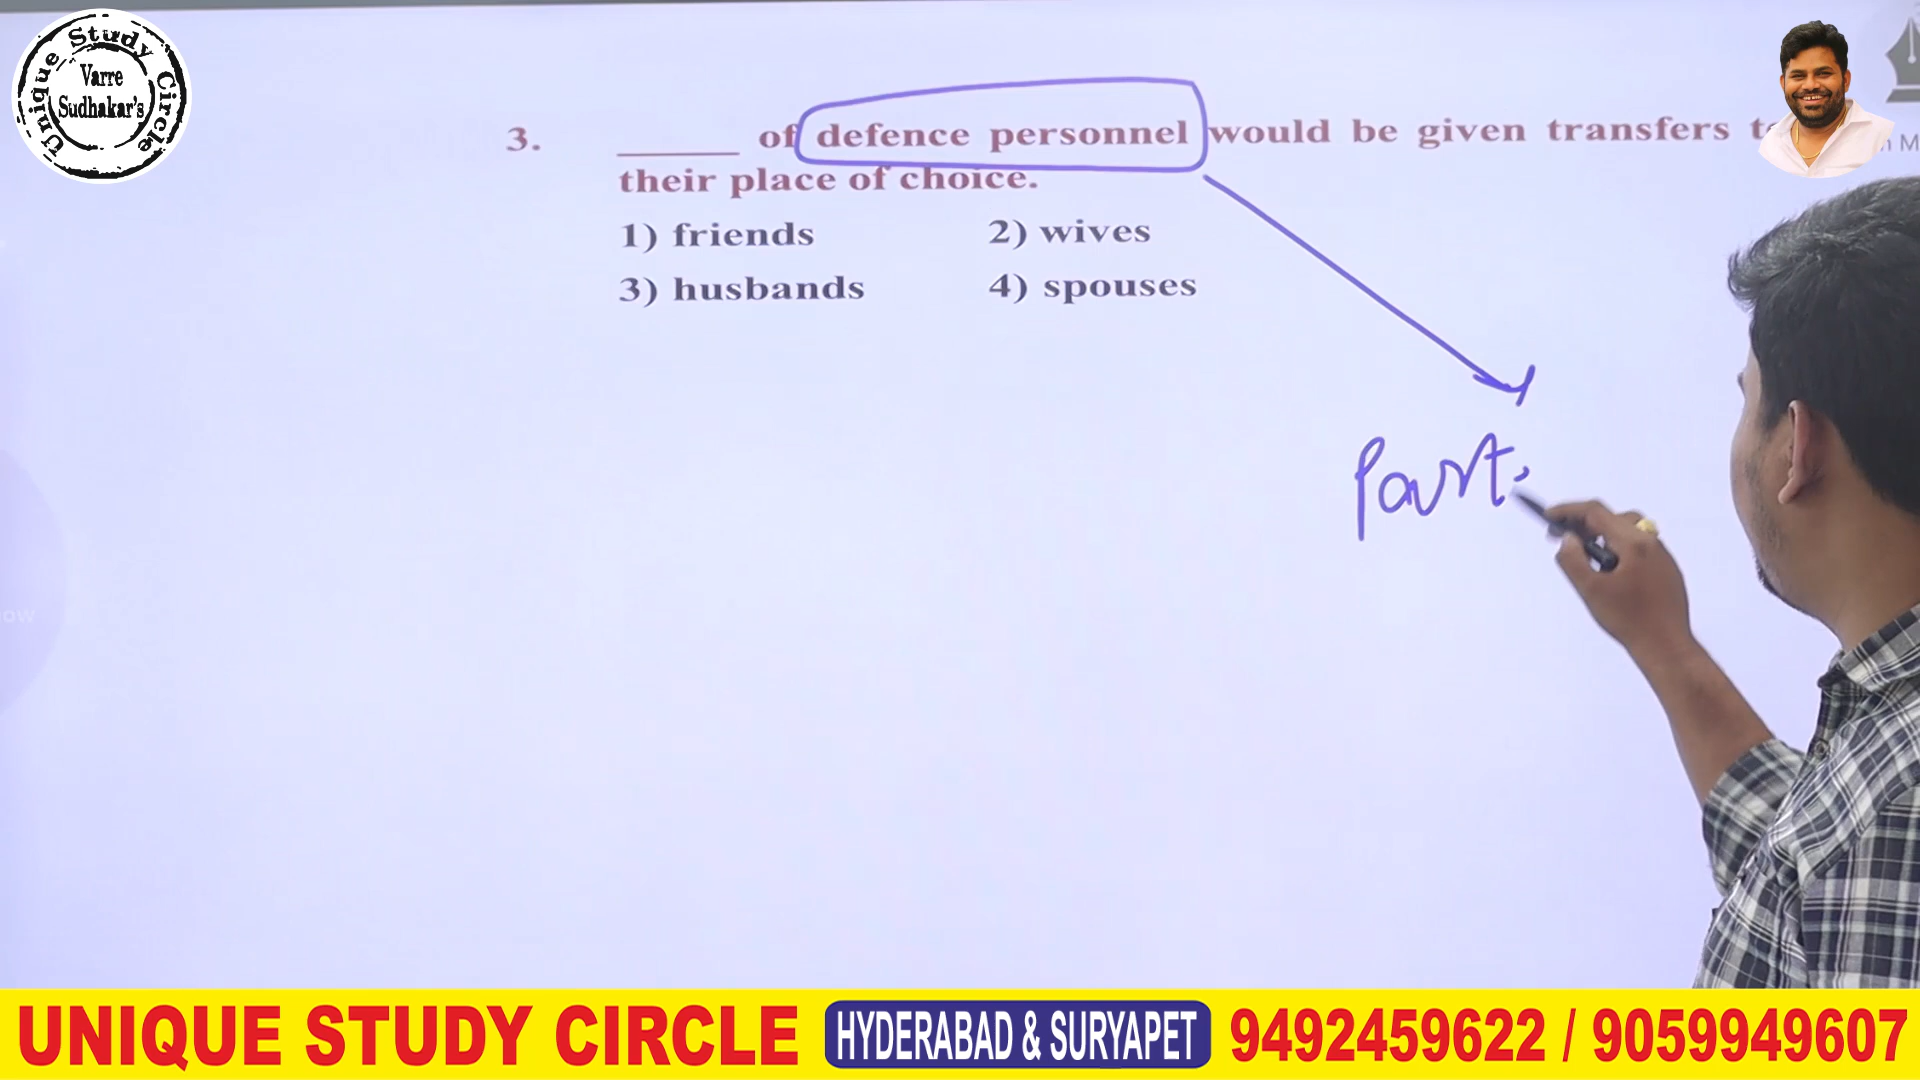 Unique Study Circle
Varre
Sudhakar's
3. ______ of defence personnel would be given transfers
their place of choice.
1) friends 2) wives
3) husbands 4) spouses
Part
UNIQUE STUDY CIRCLE HYDERABAD & SURYAPET 9492459622 / 9059949607